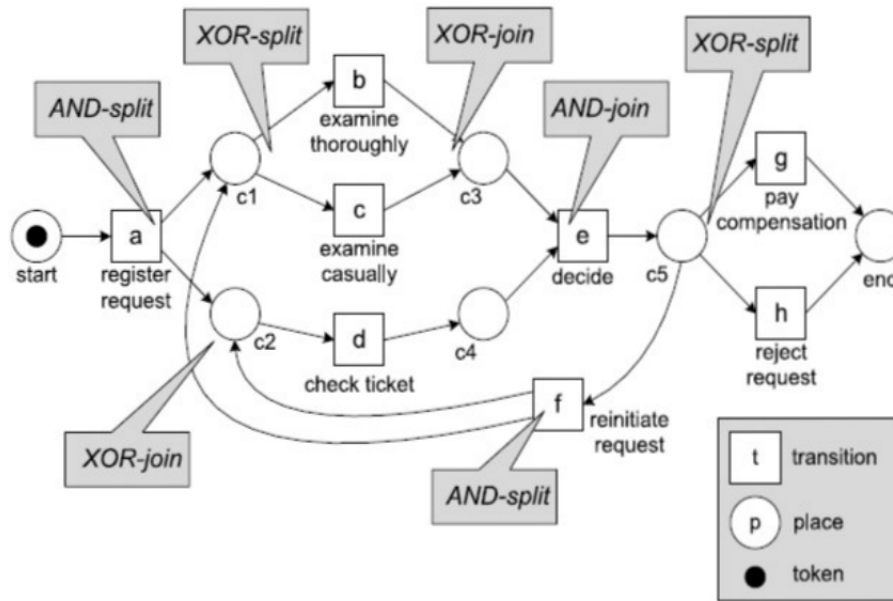 XOR-split
XOR-join
XOR-split
AND-split
AND-join
b
examine
thoroughly
g
pay
compensation
c1
c3
c
examine
casually
start
a
register
request
e
decide
c5
end
c2
d
check ticket
c4
h
reject
request
f
reinitiate
request
XOR-join
AND-split
t transition
p place
token